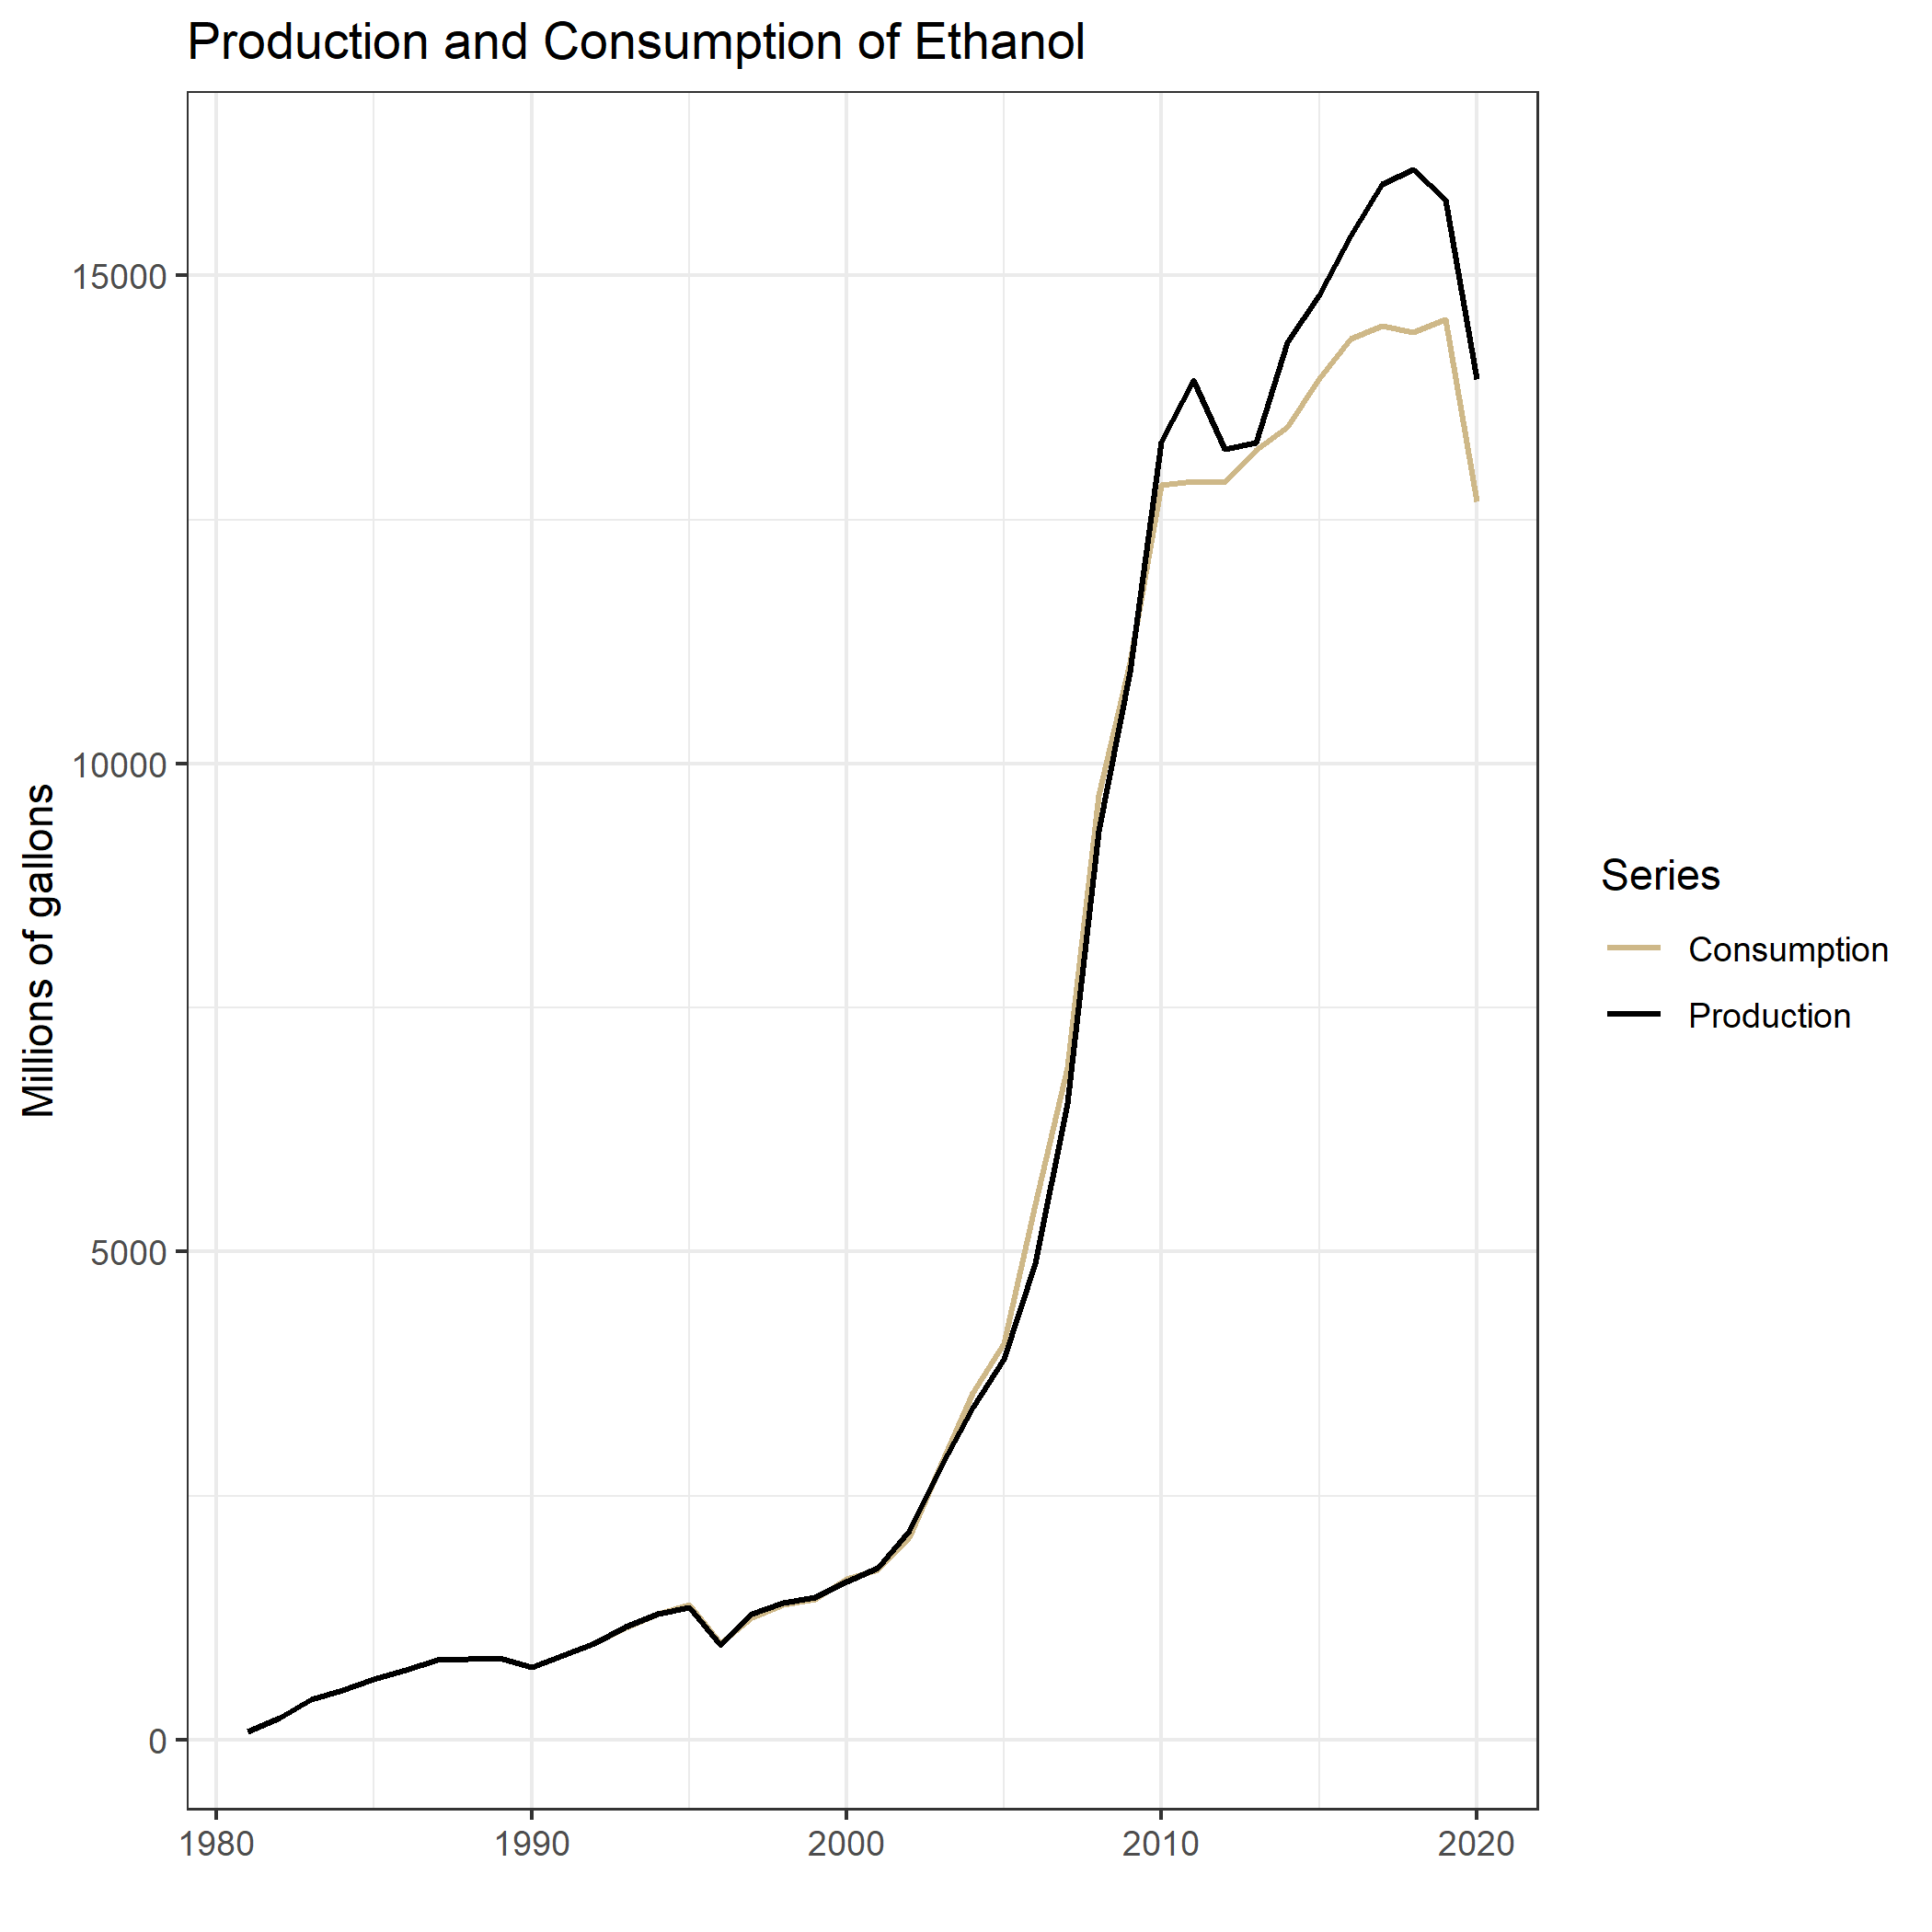 Production and Consumption of Ethanol
Millions of gallons
15000
10000
5000
0
1980
1990
2000
2010
2020
Series
Consumption
Production